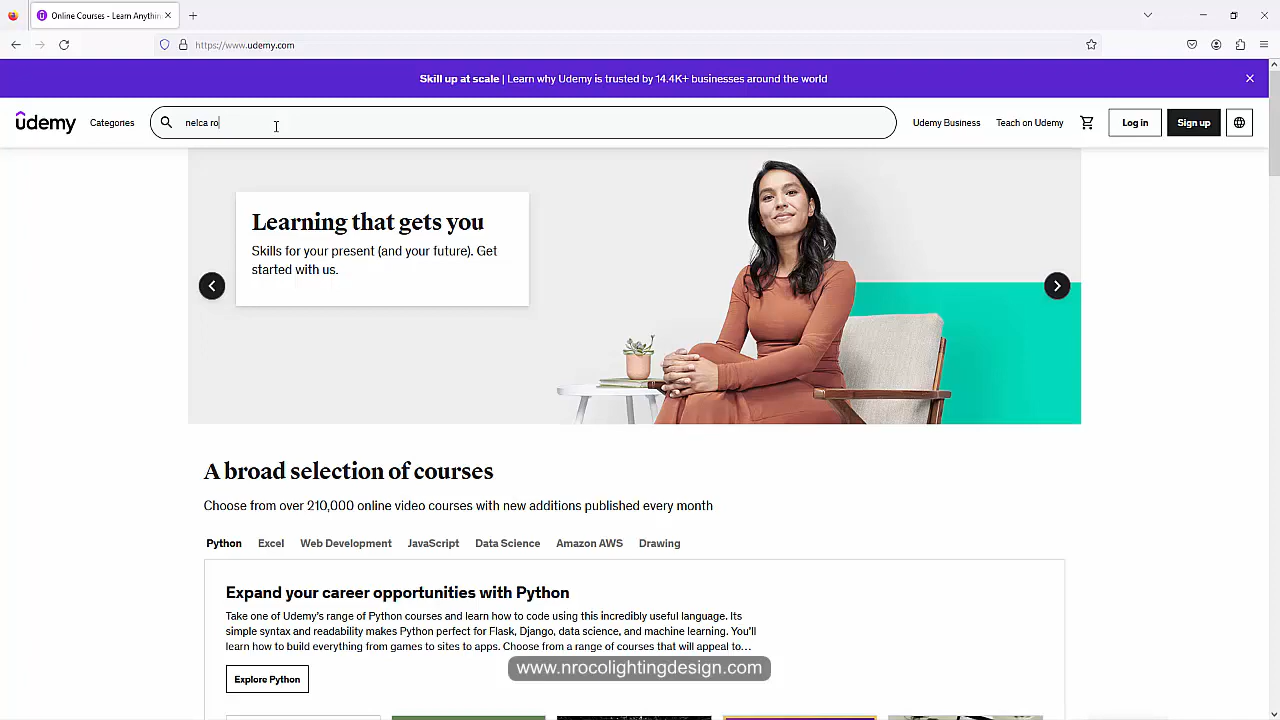 Online Courses - Learn Anythin
https://www.udemy.com
Skill up at scale | Learn why Udemy is trusted by 14.4K+ businesses around the world
ûdemy
Categories
nelca ro
Udemy Business
Teach on Udemy
Log in
Sign up
Learning that gets you
Skills for your present (and your future). Get
started with us.
A broad selection of courses
Choose from over 210,000 online video courses with new additions published every month
Python Excel Web Development JavaScript Data Science Amazon AWS Drawing
Expand your career opportunities with Python
Take one of Udemy's range of Python courses and learn how to code using this incredibly useful language. Its
simple syntax and readability makes Python perfect for Flask, Django, data science, and machine learning. You'll
learn how to build everything from games to sites to apps. Choose from a range of courses that will appeal to...
www.nrocolightingdesign.com
Explore Python